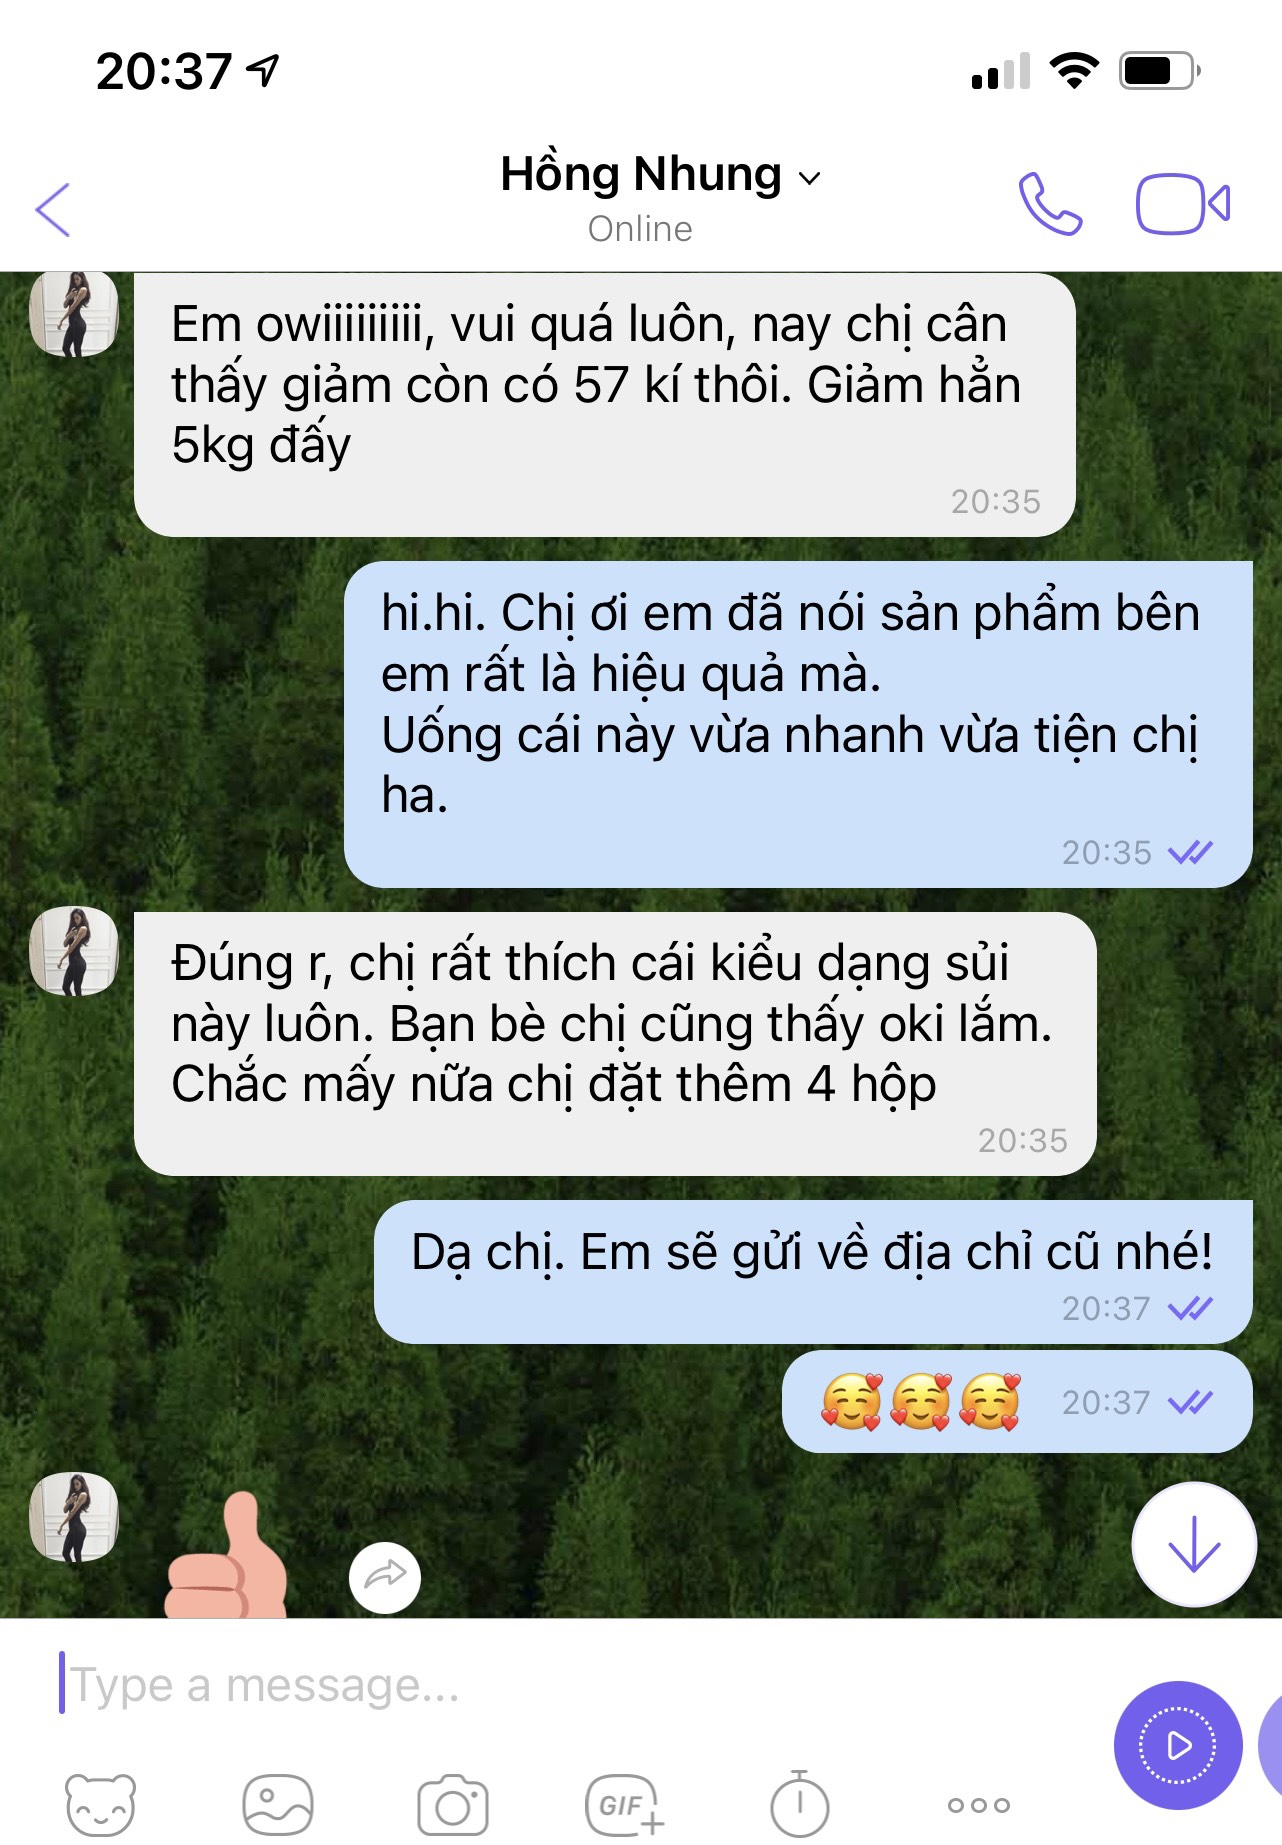 20:37
Hồng Nhung
Online
Em owiiiiiiiiii, vui quá luôn, nay chị cân
thấy giảm còn có 57 kí thôi. Giảm hẳn
5kg đấy
20:35
hi.hi. Chị ơi em đã nói sản phẩm bên
em rất là hiệu quả mà.
Uống cái này vừa nhanh vừa tiện chị
ha.
20:35
Đúng r, chị rất thích cái kiểu dạng sủi
này luôn. Bạn bè chị cũng thấy oki lắm.
Chắc mấy nữa chị đặt thêm 4 hộp
20:35
Dạ chị. Em sẽ gửi về địa chỉ cũ nhé!
20:37
🥰🥰🥰 20:37
Type a message...
GIF